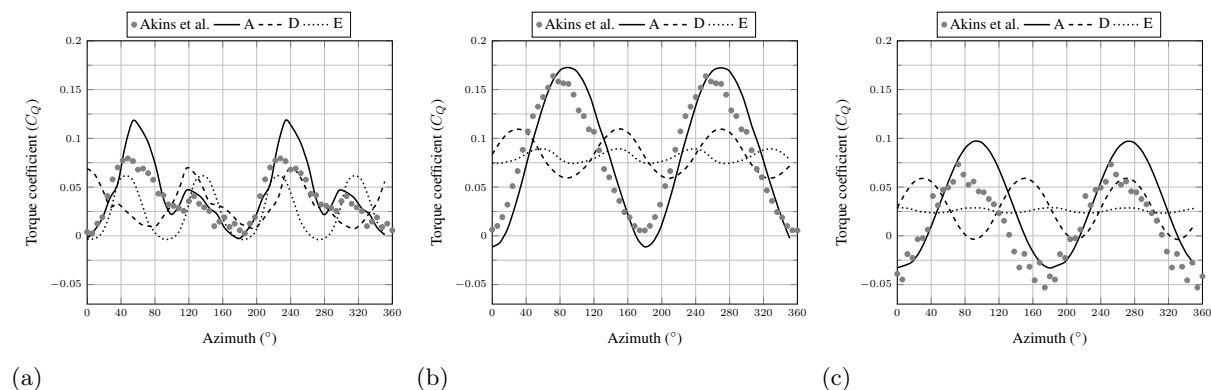 Akins et al. A D E
0.2
0.15
0.1
0.05
0
−0.05
Torque coefficient (C_Q)
0 40 80 120 160 200 240 280 320 360
Azimuth (°)
(a)
Akins et al. A D E
0.2
0.15
0.1
0.05
0
−0.05
Torque coefficient (C_Q)
0 40 80 120 160 200 240 280 320 360
Azimuth (°)
(b)
Akins et al. A D E
0.2
0.15
0.1
0.05
0
−0.05
Torque coefficient (C_Q)
0 40 80 120 160 200 240 280 320 360
Azimuth (°)
(c)